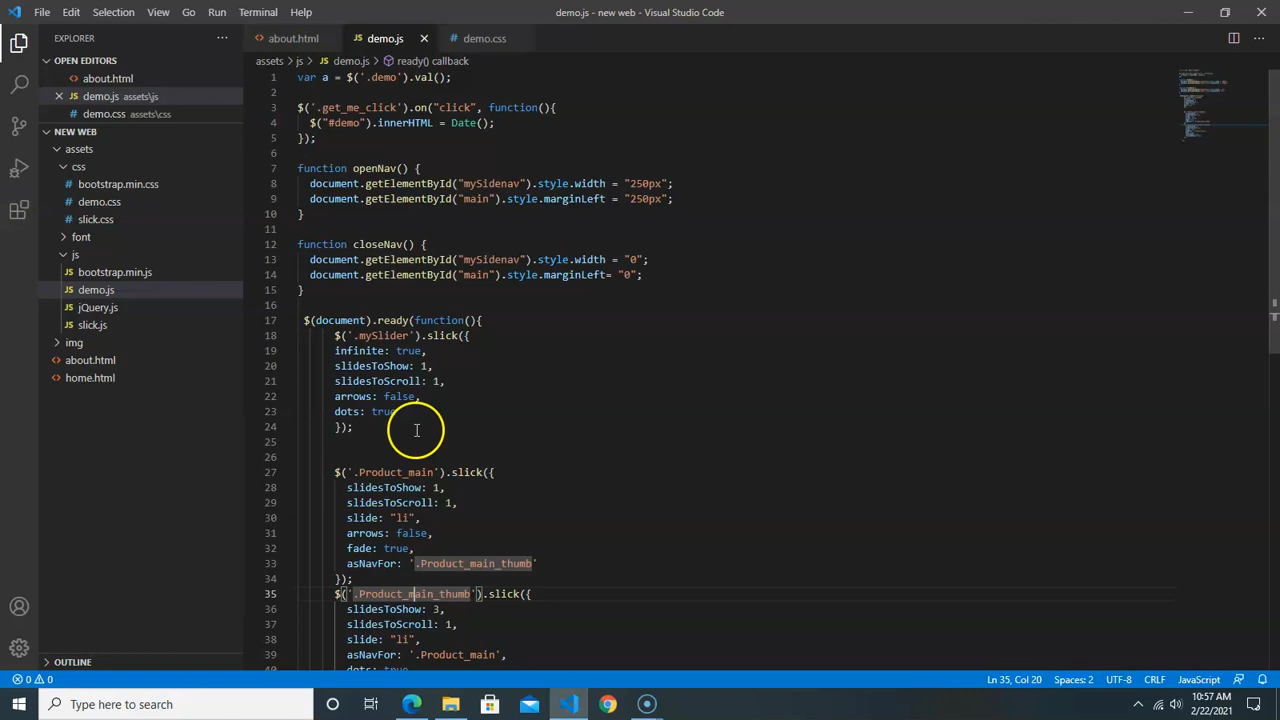 File Edit Selection View Go Run Terminal Help
demo.js - new web - Visual Studio Code
EXPLORER
about.html
demo.js
demo.css
OPEN EDITORS
about.html
demo.js assets\js
demo.css assets\css
NEW WEB
assets
css
bootstrap.min.css
demo.css
slick.css
font
js
bootstrap.min.js
demo.js
jQuery.js
slick.js
img
about.html
home.html
OUTLINE
assets > js > demo.js > ready() callback
1 var a = $('.demo').val();
2
3 $('.get_me_click').on("click", function(){
4 $("#demo").innerHTML = Date();
5 });
6
7 function openNav() {
8 document.getElementById("mySidenav").style.width = "250px";
9 document.getElementById("main").style.marginLeft = "250px";
10 }
11
12 function closeNav() {
13 document.getElementById("mySidenav").style.width = "0";
14 document.getElementById("main").style.marginLeft= "0";
15 }
16
17 $(document).ready(function(){
18 $('.mySlider').slick({
19 infinite: true,
20 slidesToShow: 1,
21 slidesToScroll: 1,
22 arrows: false,
23 dots: true
24 });
25
26
27 $('.Product_main').slick({
28 slidesToShow: 1,
29 slidesToScroll: 1,
30 slide: "li",
31 arrows: false,
32 fade: true,
33 asNavFor: '.Product_main_thumb'
34 });
35 $('.Product_main_thumb').slick({
36 slidesToShow: 3,
37 slidesToScroll: 1,
38 slide: "li",
39 asNavFor: '.Product_main',
40 dots: true
0 0
Ln 35, Col 20 Spaces: 2 UTF-8 CRLF JavaScript
Type here to search
10:57 AM
2/22/2021